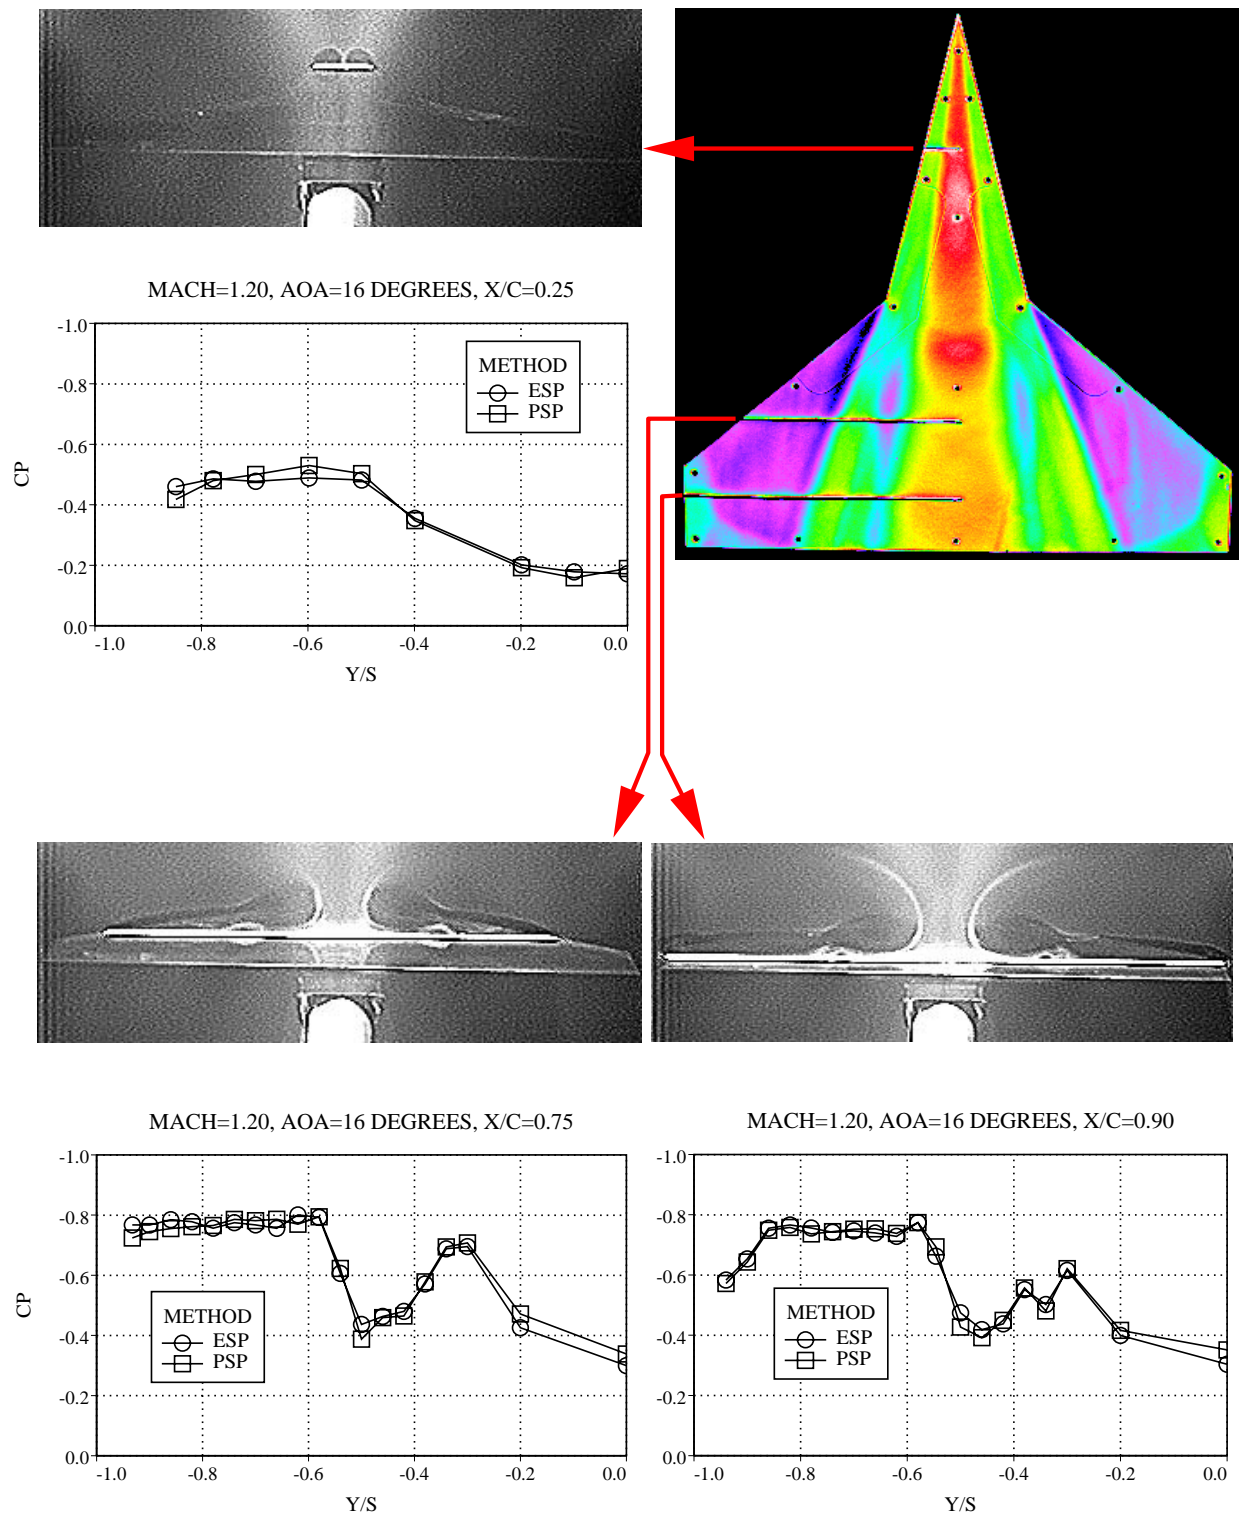 MACH=1.20, AOA=16 DEGREES, X/C=0.25
-1.0
-0.8
-0.6
-0.4
-0.2
0.0
CP
METHOD
ESP
PSP
-1.0 -0.8 -0.6 -0.4 -0.2 0.0
Y/S
MACH=1.20, AOA=16 DEGREES, X/C=0.75
-1.0
-0.8
-0.6
-0.4
-0.2
0.0
CP
METHOD
ESP
PSP
-1.0 -0.8 -0.6 -0.4 -0.2 0.0
Y/S
MACH=1.20, AOA=16 DEGREES, X/C=0.90
-1.0
-0.8
-0.6
-0.4
-0.2
0.0
METHOD
ESP
PSP
-1.0 -0.8 -0.6 -0.4 -0.2 0.0
Y/S